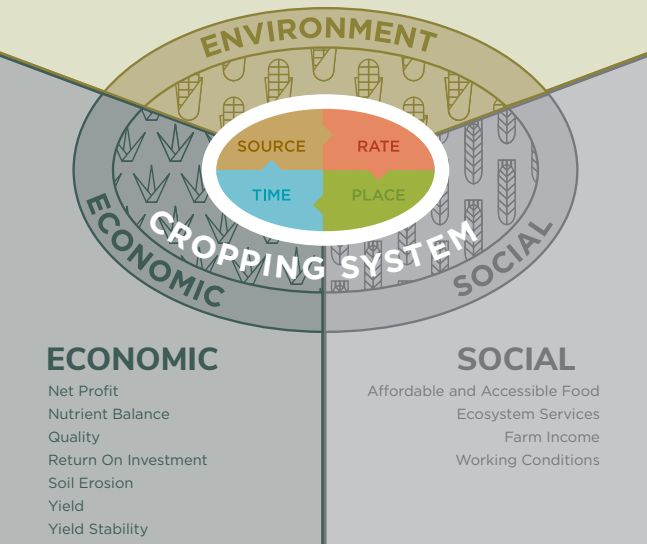 ENVIRONMENT
SOURCE
RATE
TIME
PLACE
CROPPING SYSTEM
ECONOMIC
SOCIAL
ECONOMIC
Net Profit
Nutrient Balance
Quality
Return On Investment
Soil Erosion
Yield
Yield Stability
SOCIAL
Affordable and Accessible Food
Ecosystem Services
Farm Income
Working Conditions